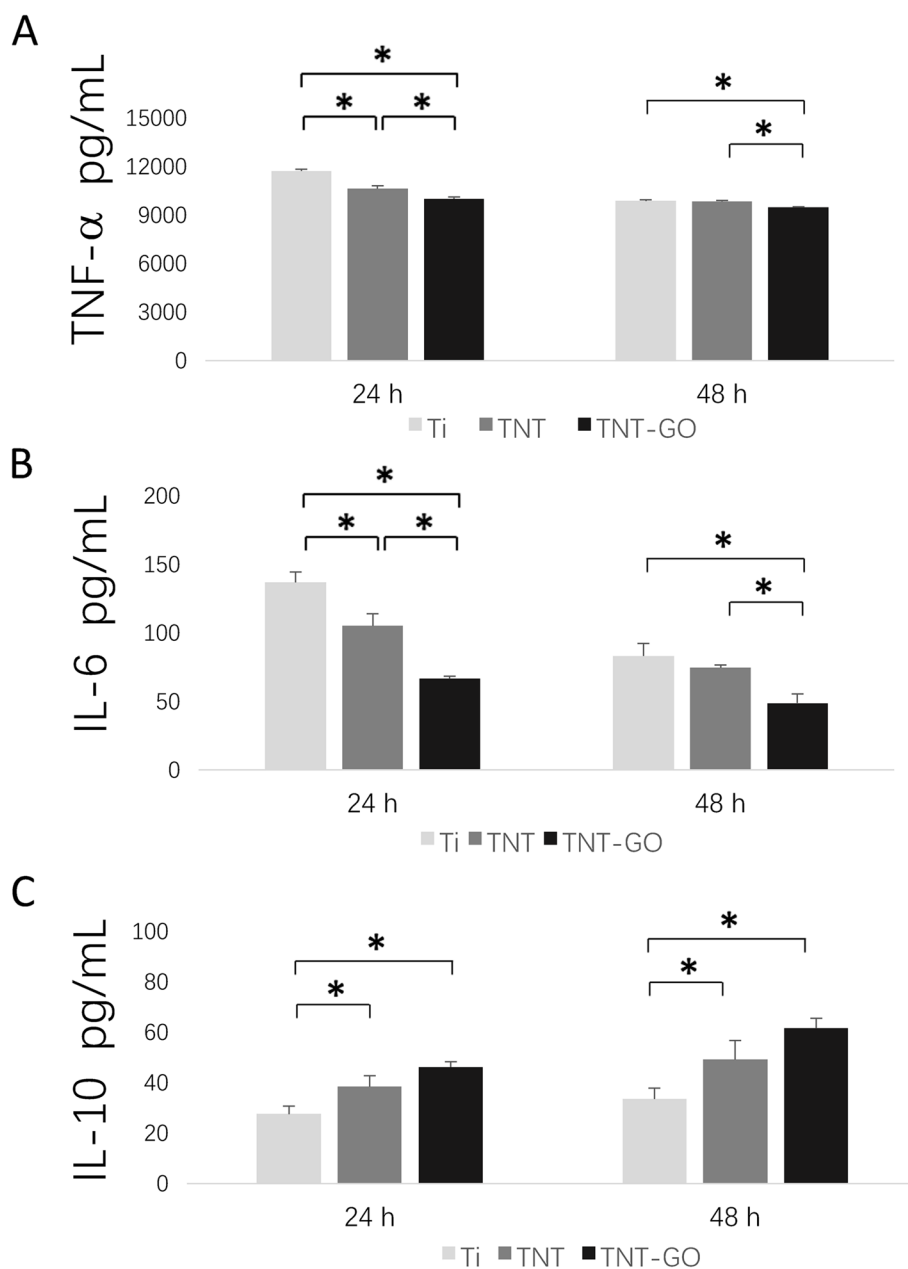 A
TNF-α pg/mL
15000
12000
9000
6000
3000
0
*
*
*
*
*
24 h
48 h
Ti TNT TNT-GO
B
IL-6 pg/mL
200
150
100
50
0
*
*
*
*
*
24 h
48 h
Ti TNT TNT-GO
C
IL-10 pg/mL
100
80
60
40
20
0
*
*
*
*
24 h
48 h
Ti TNT TNT-GO